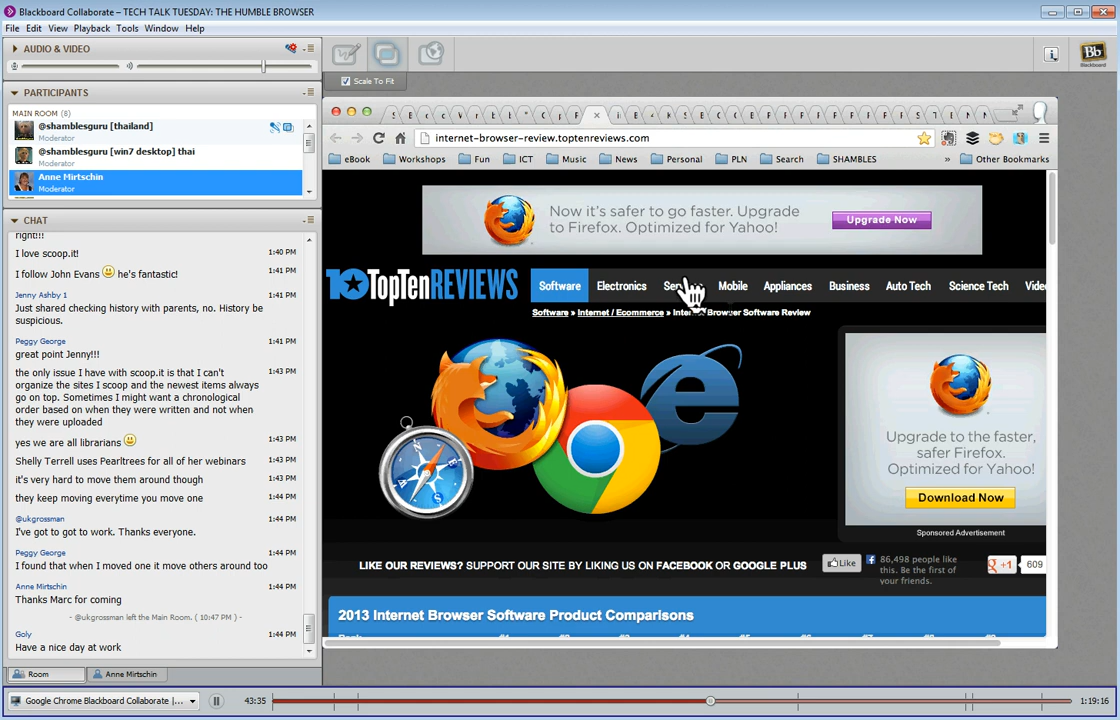 Blackboard Collaborate – TECH TALK TUESDAY: THE HUMBLE BROWSER
File Edit View Playback Tools Window Help
AUDIO & VIDEO
PARTICIPANTS
MAIN ROOM (8)
@shamblesguru [thailand]
Moderator
@shamblesguru [win7 desktop] thai
Moderator
Anne Mirtschin
Moderator
CHAT
right!!!
I love scoop.it! 1:40 PM
I follow John Evans he's fantastic! 1:41 PM
Jenny Ashby 1 1:41 PM
Just shared checking history with parents, no. History be
suspicious.
Peggy George 1:41 PM
great point Jenny!!!
the only issue I have with scoop.it is that I can't 1:43 PM
organize the sites I scoop and the newest items always
go on top. Sometimes I might want a chronological
order based on when they were written and not when
they were uploaded
yes we are all librarians 1:43 PM
Shelly Terrell uses Pearltrees for all of her webinars 1:43 PM
it's very hard to move them around though 1:43 PM
they keep moving everytime you move one 1:44 PM
@ukgrossman 1:44 PM
I've got to got to work. Thanks everyone.
Peggy George 1:44 PM
I found that when I moved one it move others around too
Anne Mirtschin 1:44 PM
Thanks Marc for coming
- @ukgrossman left the Main Room. ( 10:47 PM ) -
Goly 1:44 PM
Have a nice day at work
Room Anne Mirtschin
Google Chrome Blackboard Collaborate |... 43:35 1:19:16
Scale To Fit
Bb
Blackboard
internet-browser-review.toptenreviews.com
eBook Workshops Fun ICT Music News Personal PLN Search SHAMBLES » Other Bookmarks
Now it's safer to go faster. Upgrade
to Firefox. Optimized for Yahoo!
Upgrade Now
10 TopTenREVIEWS
Software Electronics Mobile Appliances Business Auto Tech Science Tech
Software » Internet / Ecommerce » Internet Browser Software Review
Upgrade to the faster,
safer Firefox.
Optimized for Yahoo!
Download Now
Sponsored Advertisement
LIKE OUR REVIEWS? SUPPORT OUR SITE BY LIKING US ON FACEBOOK OR GOOGLE PLUS
Like
86,498 people like
this. Be the first of
your friends.
+1 609
2013 Internet Browser Software Product Comparisons